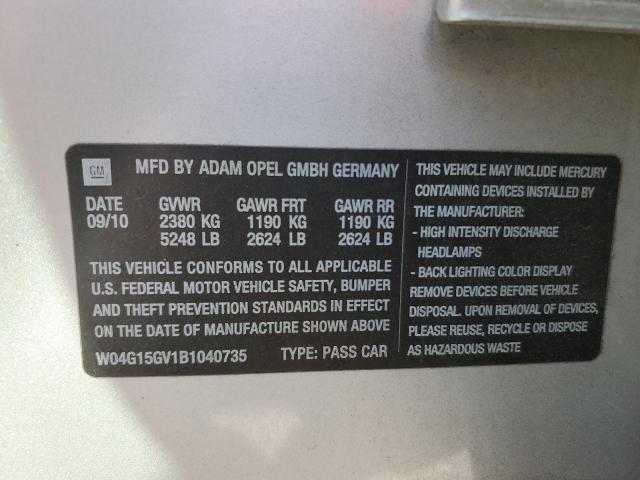 GM
MFD BY ADAM OPEL GMBH GERMANY
DATE GVWR GAWR FRT GAWR RR
09/10 2380 KG 1190 KG 1190 KG
5248 LB 2624 LB 2624 LB
THIS VEHICLE CONFORMS TO ALL APPLICABLE
U.S. FEDERAL MOTOR VEHICLE SAFETY, BUMPER
AND THEFT PREVENTION STANDARDS IN EFFECT
ON THE DATE OF MANUFACTURE SHOWN ABOVE
W04G15GV1B1040735 TYPE: PASS CAR
THIS VEHICLE MAY INCLUDE MERCURY
CONTAINING DEVICES INSTALLED BY
THE MANUFACTURER:
- HIGH INTENSITY DISCHARGE
HEADLAMPS
- BACK LIGHTING COLOR DISPLAY
REMOVE DEVICES BEFORE VEHICLE
DISPOSAL. UPON REMOVAL OF DEVICES,
PLEASE REUSE, RECYCLE OR DISPOSE
AS HAZARDOUS WASTE